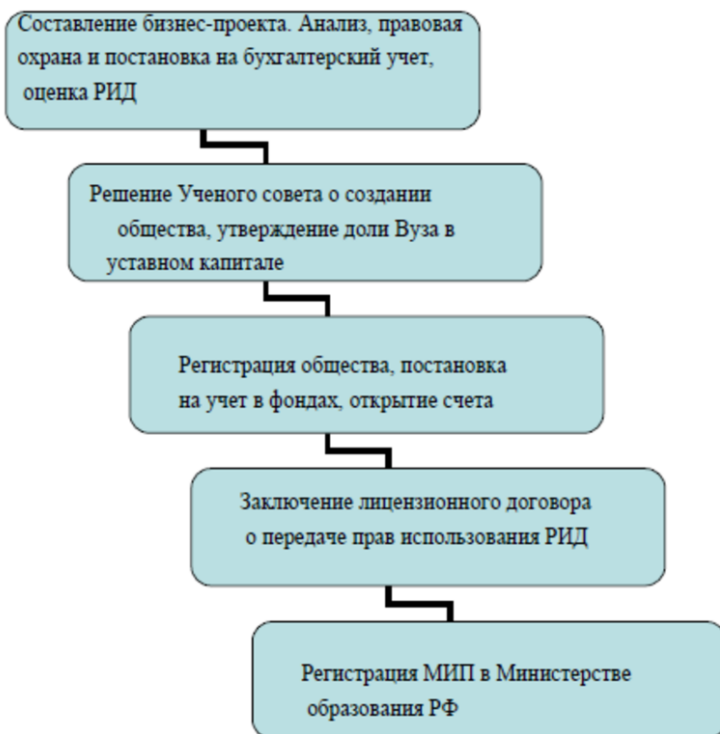 Составление бизнес-проекта. Анализ, правовая
охрана и постановка на бухгалтерский учет,
оценка РИД
Решение Ученого совета о создании
общества, утверждение доли Вуза в
уставном капитале
Регистрация общества, постановка
на учет в фондах, открытие счета
Заключение лицензионного договора
о передаче прав использования РИД
Регистрация МИП в Министерстве
образования РФ